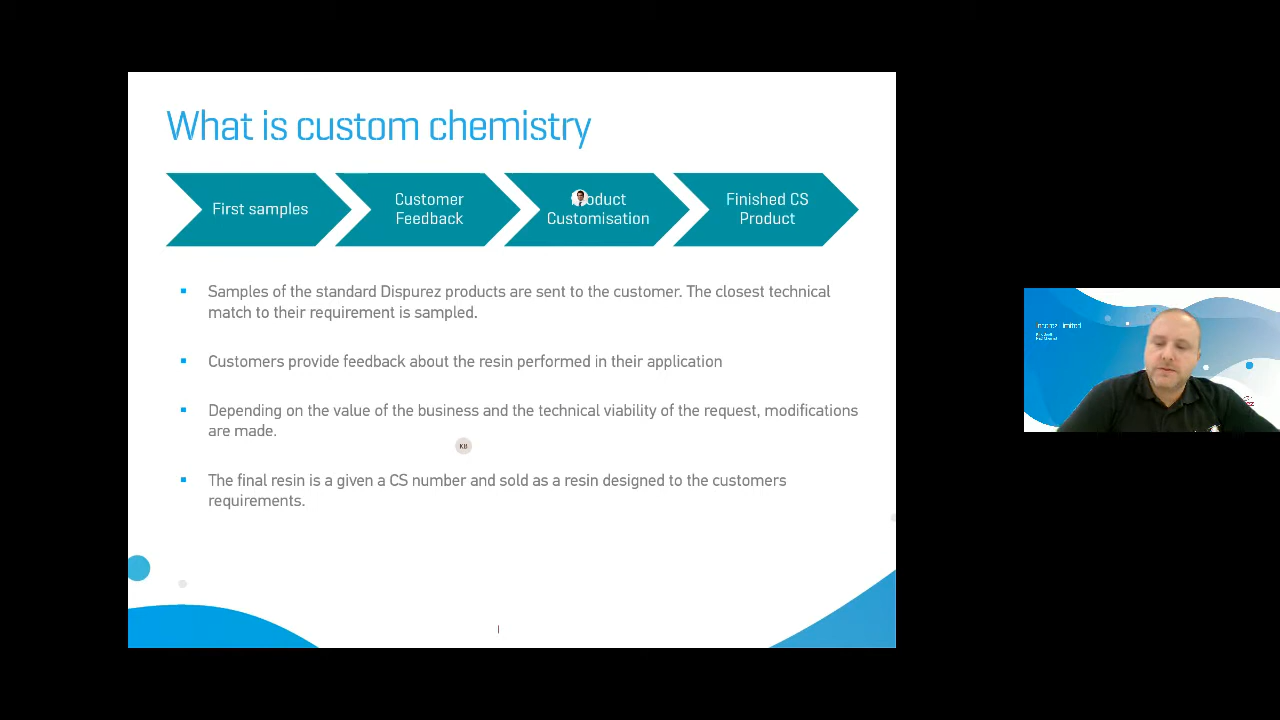 What is custom chemistry
First samples
Customer
Feedback
Customisation
Finished CS
Product
Samples of the standard Dispurez products are sent to the customer. The closest technical
match to their requirement is sampled.
Customers provide feedback about the resin performed in their application
Depending on the value of the business and the technical viability of the request, modifications
are made.
KB
The final resin is a given a CS number and sold as a resin designed to the customers
requirements.